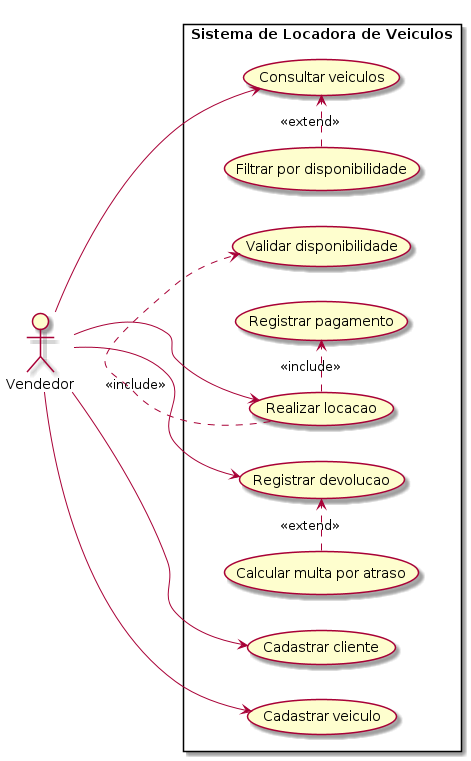 Sistema de Locadora de Veiculos
Consultar veiculos
«extend»
Filtrar por disponibilidade
Validar disponibilidade
Registrar pagamento
«include»
Vendedor
«include»
Realizar locacao
Registrar devolucao
«extend»
Calcular multa por atraso
Cadastrar cliente
Cadastrar veiculo